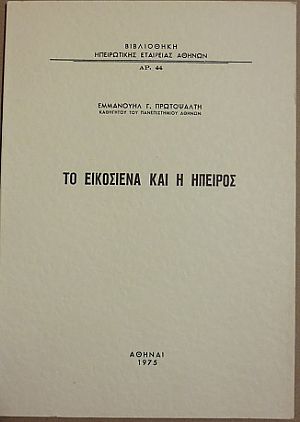 ΒΙΒΛΙΟΘΗΚΗ
ΗΠΕΙΡΩΤΙΚΗΣ ΕΤΑΙΡΕΙΑΣ ΑΘΗΝΩΝ
ΑΡ. 44
ΕΜΜΑΝΟΥΗΛ Γ. ΠΡΩΤΟΨΑΛΤΗ
ΚΑΘΗΓΗΤΟΥ ΤΟΥ ΠΑΝΕΠΙΣΤΗΜΙΟΥ ΑΘΗΝΩΝ
ΤΟ ΕΙΚΟΣΙΕΝΑ ΚΑΙ Η ΗΠΕΙΡΟΣ
ΑΘΗΝΑΙ
1975